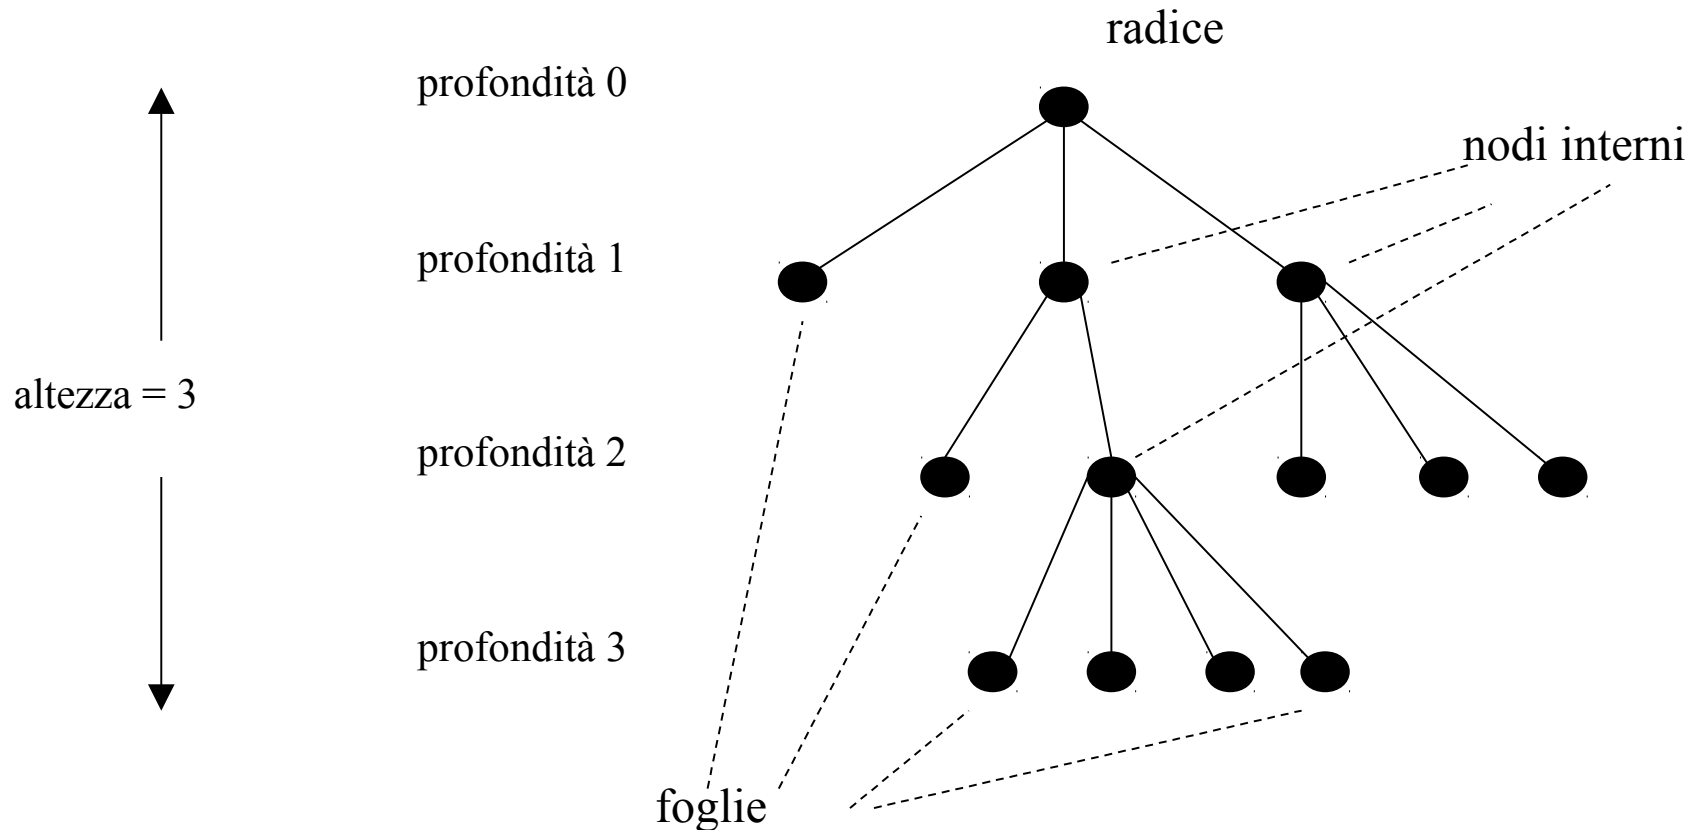 radice
profondità 0
nodi interni
profondità 1
altezza = 3
profondità 2
profondità 3
foglie